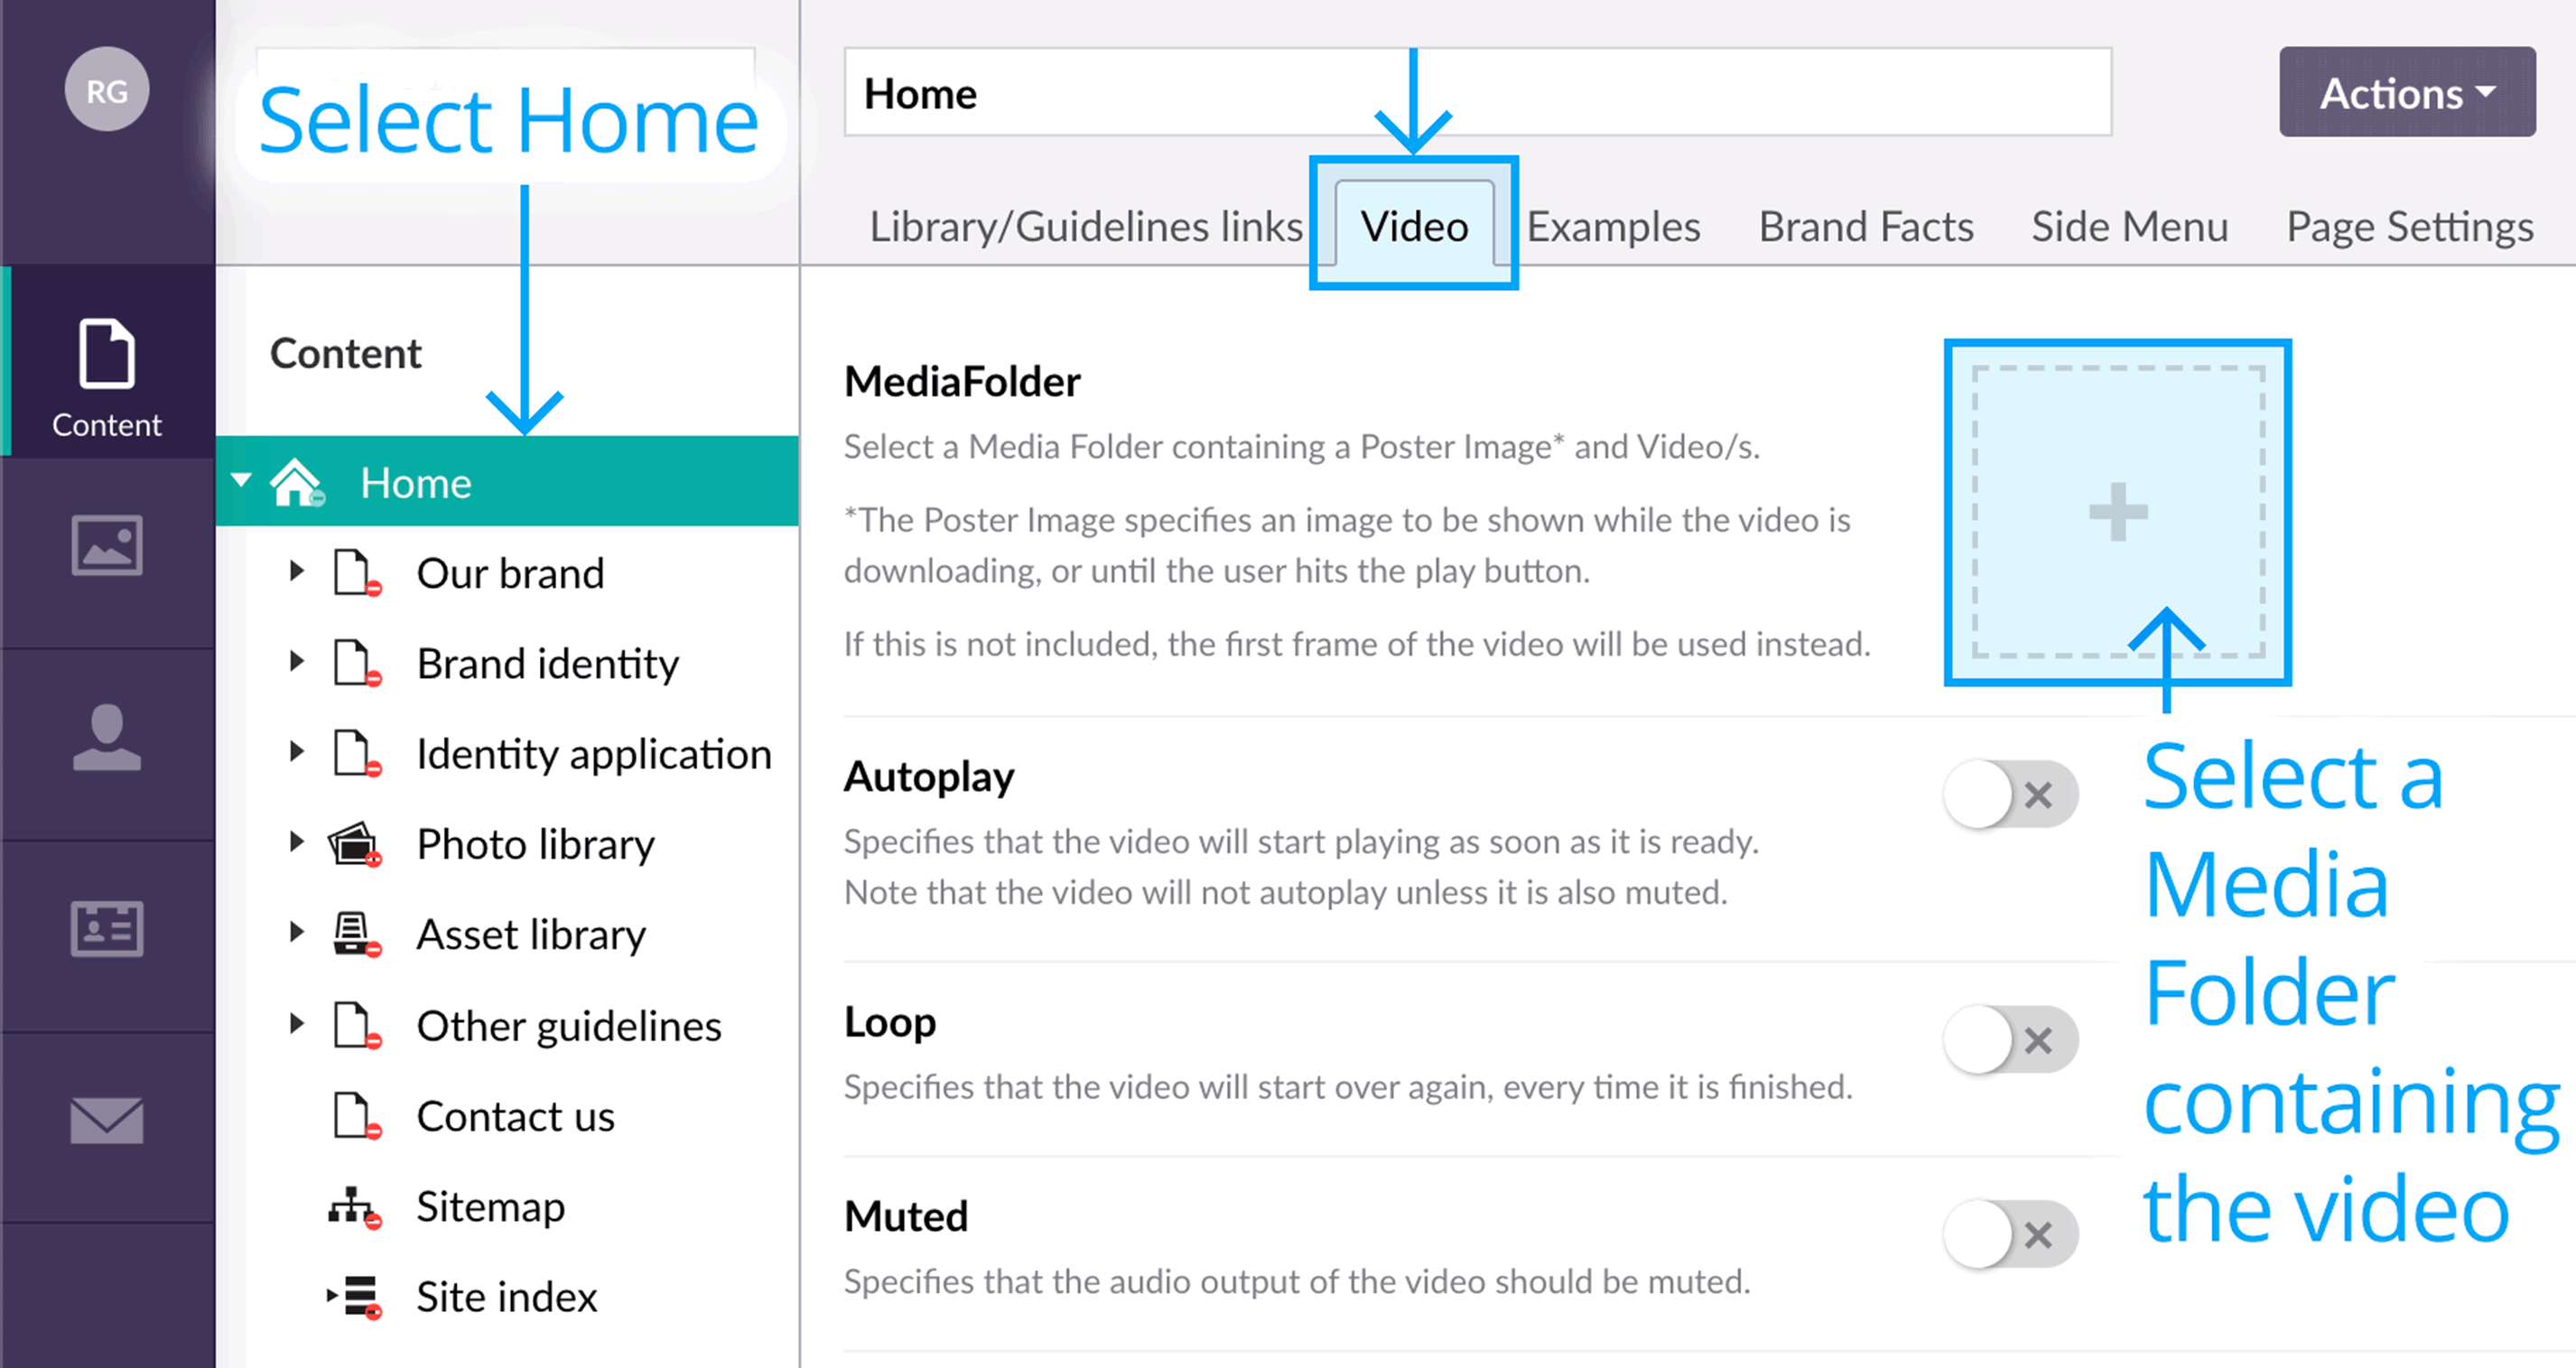 RG
Select Home
Home
Actions
Library/Guidelines links
Video
Examples
Brand Facts
Side Menu
Page Settings
Content
Content
Home
Our brand
Brand identity
Identity application
Photo library
Asset library
Other guidelines
Contact us
Sitemap
Site index
MediaFolder
Select a Media Folder containing a Poster Image* and Video/s.
*The Poster Image specifies an image to be shown while the video is
downloading, or until the user hits the play button.
If this is not included, the first frame of the video will be used instead.
Autoplay
Specifies that the video will start playing as soon as it is ready.
Note that the video will not autoplay unless it is also muted.
Loop
Specifies that the video will start over again, every time it is finished.
Muted
Specifies that the audio output of the video should be muted.
Select a
Media
Folder
containing
the video